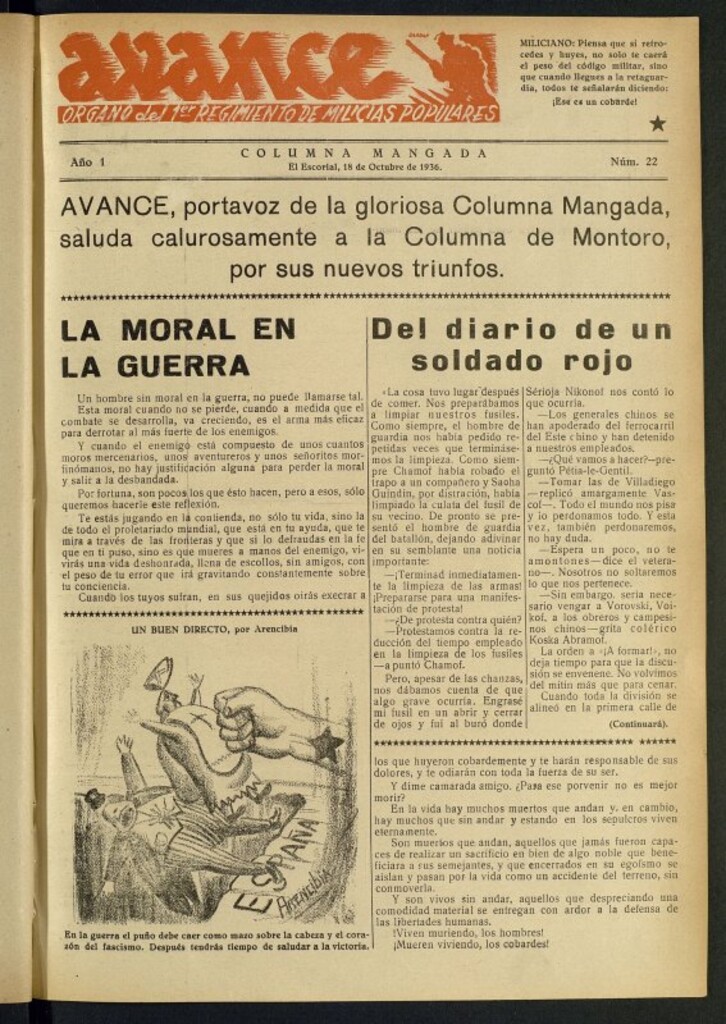 avance
ORGANO del 1er REGIMIENTO DE MILICIAS POPULARES
MILICIANO: Piensa que si retro-
cedes y huyes, no solo te caerá
el peso del código militar, sino
que cuando llegues a la retaguar-
dia, todos te señalarán diciendo:
¡Ese es un cobarde!
Año 1
COLUMNA MANGADA
El Escorial, 18 de Octubre de 1936.
Núm. 22
AVANCE, portavoz de la gloriosa Columna Mangada,
saluda calurosamente a la Columna de Montoro,
por sus nuevos triunfos.
LA MORAL EN
LA GUERRA
Un hombre sin moral en la guerra, no puede llamarse tal.
Esta moral cuando no se pierde, cuando a medida que el
combate se desarrolla, va creciendo, es el arma más eficaz
para derrotar al más fuerte de los enemigos.
Y cuando el enemigo está compuesto de unos cuantos
moros mercenarios, unos aventureros y unos señoritos mor-
finómanos, no hay justificación alguna para perder la moral
y salir a la desbandada.
Por fortuna, son pocos los que ésto hacen, pero a esos, sólo
queremos hacerle este reflexión.
Te estás jugando en la contienda, no sólo tu vida, sino la
de todo el proletariado mundial, que está en tu ayuda, que te
mira a través de las fronteras y que si lo defraudas en la fe
que en ti puso, sino es que mueres a manos del enemigo, vi-
virás una vida deshonrada, llena de escollos, sin amigos, con
el peso de tu error que irá gravitando constantemente sobre
tu conciencia.
Cuando los tuyos sufran, en sus quejidos oirás execrar a
UN BUEN DIRECTO, por Arencibia
ESPAÑA
Arencibia
En la guerra el puño debe caer como mazo sobre la cabeza y el cora-
zón del fascismo. Después tendrás tiempo de saludar a la victoria.
Del diario de un
soldado rojo
«La cosa tuvo lugar después
de comer. Nos preparábamos
a limpiar nuestros fusiles.
Como siempre, el hombre de
guardia nos había pedido re-
petidas veces que terminase-
mos la limpieza. Como siem-
pre Chamof había robado el
trapo a un compañero y Saoha
Guindin, por distración, había
limpiado la culata del fusil de
su vecino. De pronto se pre-
sentó el hombre de guardia
del batallón, dejando adivinar
en su semblante una noticia
importante:
—¡Terminad inmediatamen-
te la limpieza de las armas!
¡Prepararse para una manifes-
tación de protesta!
—¿De protesta contra quién?
—Protestamos contra la re-
ducción del tiempo empleado
en la limpieza de los fusiles
—apuntó Chamof.
Pero, apesar de las chanzas,
nos dábamos cuenta de que
algo grave ocurría. Engrasé
mi fusil en un abrir y cerrar
de ojos y fuí al buró donde
Sérioja Nikonof nos contó lo
que ocurría.
—Los generales chinos se
han apoderado del ferrocarril
del Este chino y han detenido
a nuestros empleados.
—¿Qué vamos a hacer?—pre-
guntó Pétia-le-Gentil.
—Tomar las de Villadiego
—replicó amargamente Vas-
cof—. Todo el mundo nos pisa
y lo perdonamos todo. Y esta
vez, también perdonaremos,
no hay duda.
—Espera un poco, no te
amontones—dice el vetera-
no—. Nosotros no soltaremos
lo que nos pertenece.
—Sin embargo, sería nece-
sario vengar a Vorovski, Voi-
kof, a los obreros y campesi-
nos chinos—grita colérico
Koska Abramof.
La orden a «¡A formar!», no
deja tiempo para que la discu-
sión se envenene. No volvimos
del mitin más que para cenar.
Cuando toda la división se
alineó en la primera calle de
(Continuará).
los que huyeron cobardemente y te harán responsable de sus
dolores, y te odiarán con toda la fuerza de su ser.
Y dime camarada amigo. ¿Para ese porvenir no es mejor
morir?
En la vida hay muchos muertos que andan y, en cambio,
hay muchos que sin andar y estando en los sepulcros viven
eternamente.
Son muertos que andan, aquellos que jamás fueron capa-
ces de realizar un sacrificio en bien de algo noble que bene-
ficiara a sus semejantes, y que encerrados en su egoísmo se
aislan y pasan por la vida como un accidente del terreno, sin
conmoverla.
Y son vivos sin andar, aquellos que despreciando una
comodidad material se entregan con ardor a la defensa de
las libertades humanas.
¡Viven muriendo, los hombres!
¡Mueren viviendo, los cobardes!